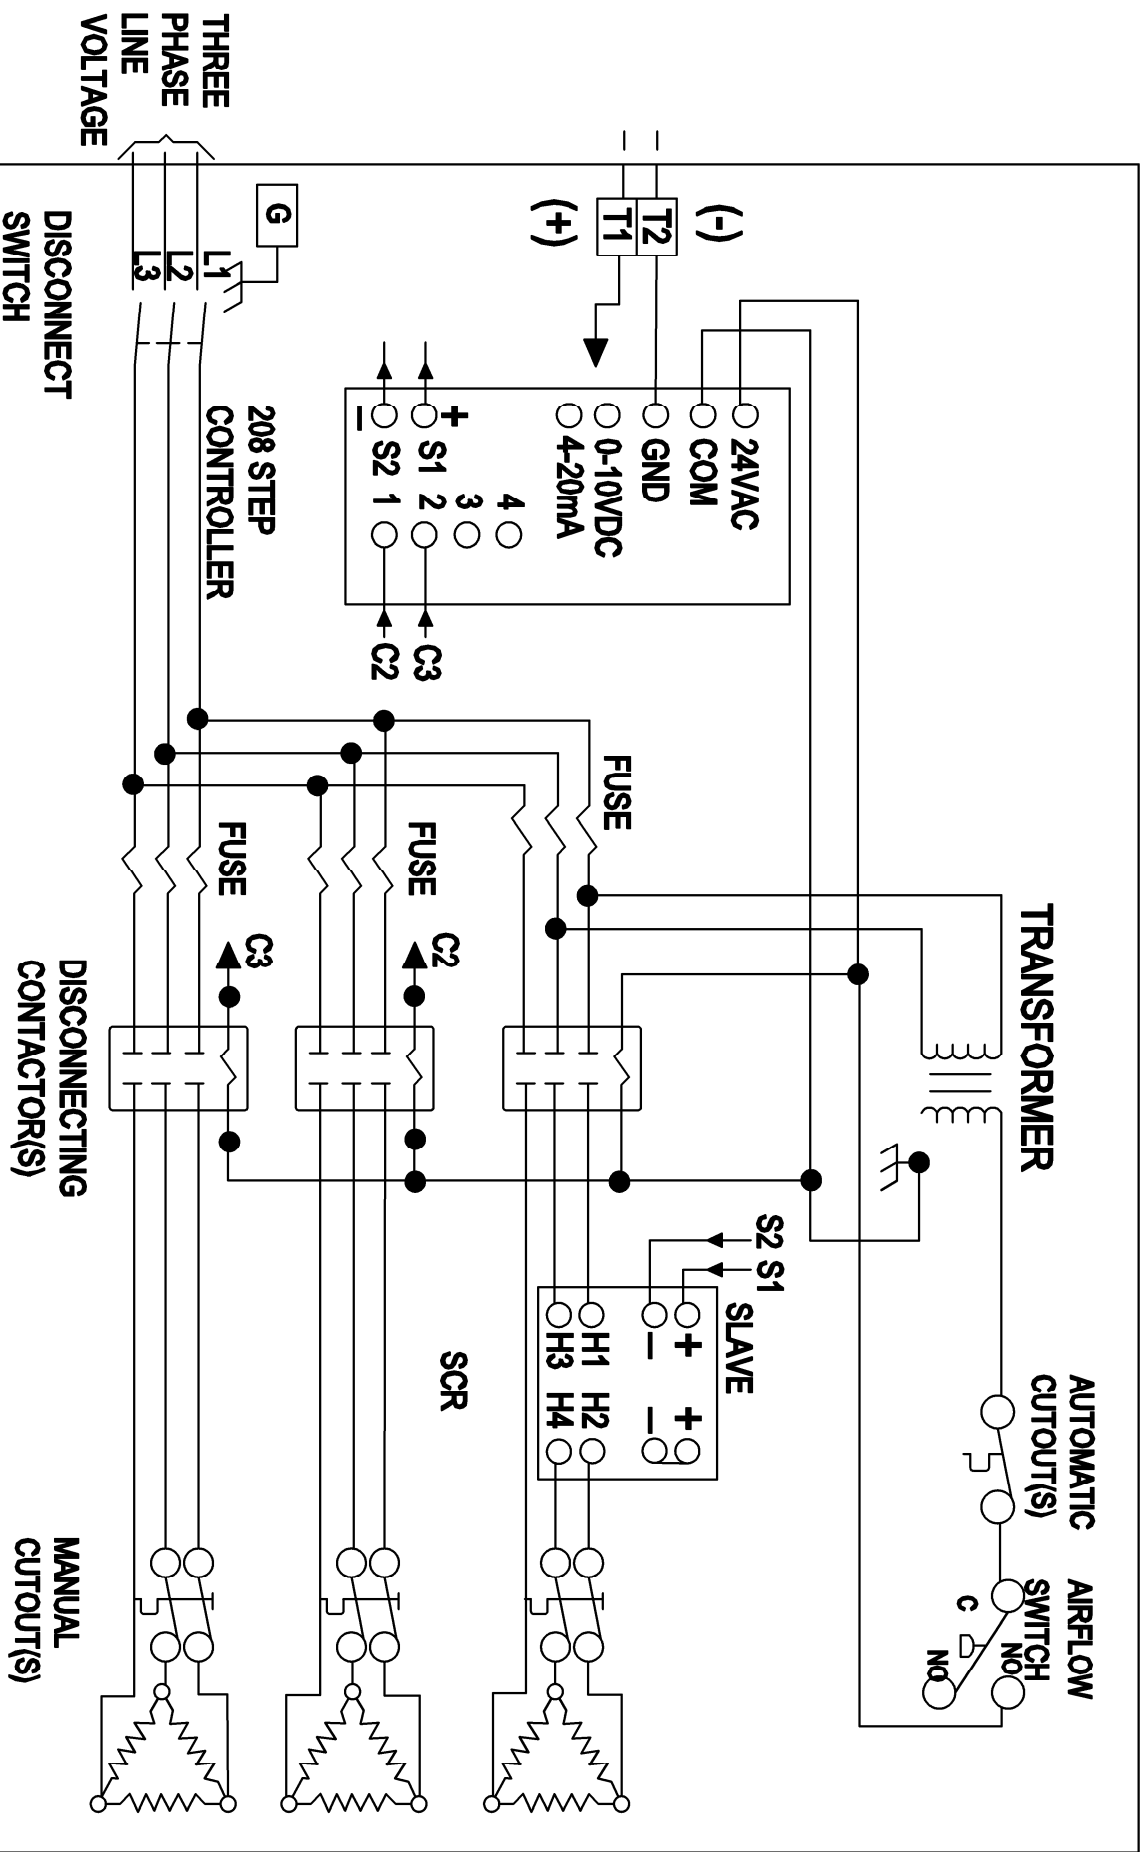 TRANSFORMER
AUTOMATIC
CUTOUT(S)
AIRFLOW
SWITCH
C
NO
NO
(-)
T2
T1
(+)
24VAC
COM
GND
0-10VDC
4-20mA
4
3
+
S1
2
C3
–
S2
1
C2
208 STEP
CONTROLLER
FUSE
SLAVE
S1
S2
+
+
–
–
H1
H2
H3
H4
SCR
FUSE
C2
FUSE
C3
G
L1
L2
L3
THREE
PHASE
LINE
VOLTAGE
DISCONNECT
SWITCH
DISCONNECTING
CONTACTOR(S)
MANUAL
CUTOUT(S)